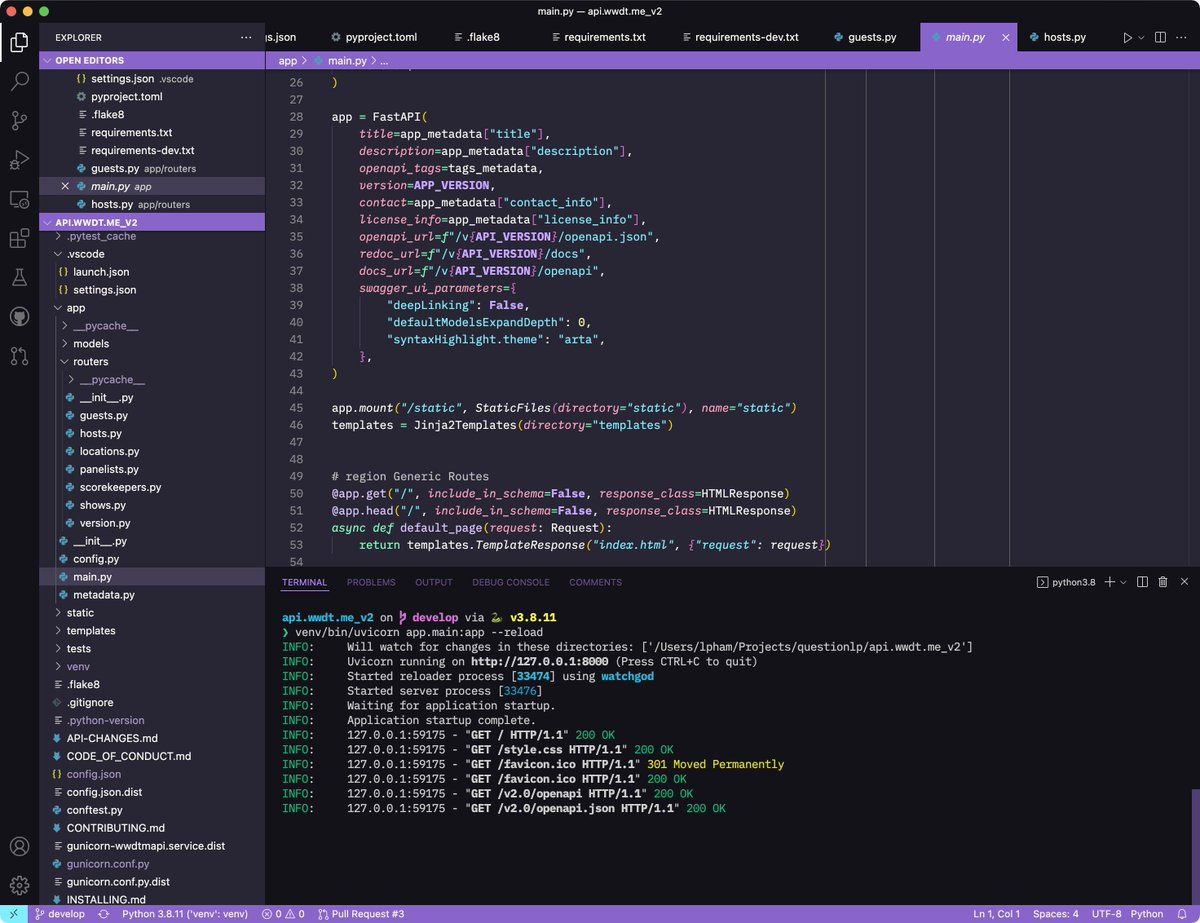 main.py — api.wwdt.me_v2
EXPLORER
gs.json
pyproject.toml
.flake8
requirements.txt
requirements-dev.txt
guests.py
main.py
hosts.py
OPEN EDITORS
{} settings.json .vscode
pyproject.toml
.flake8
requirements.txt
requirements-dev.txt
guests.py app/routers
main.py app
hosts.py app/routers
API.WWDT.ME_V2
.pytest_cache
.vscode
{} launch.json
{} settings.json
app
__pycache__
models
routers
__pycache__
__init__.py
guests.py
hosts.py
locations.py
panelists.py
scorekeepers.py
shows.py
version.py
__init__.py
config.py
main.py
metadata.py
static
templates
tests
venv
.flake8
.gitignore
.python-version
API-CHANGES.md
CODE_OF_CONDUCT.md
{} config.json
config.json.dist
conftest.py
CONTRIBUTING.md
gunicorn-wwdtmapi.service.dist
gunicorn.conf.py
gunicorn.conf.py.dist
INSTALLING.md
app > main.py > ...
26 )
27
28 app = FastAPI(
29 title=app_metadata["title"],
30 description=app_metadata["description"],
31 openapi_tags=tags_metadata,
32 version=APP_VERSION,
33 contact=app_metadata["contact_info"],
34 license_info=app_metadata["license_info"],
35 openapi_url=f"/v{API_VERSION}/openapi.json",
36 redoc_url=f"/v{API_VERSION}/docs",
37 docs_url=f"/v{API_VERSION}/openapi",
38 swagger_ui_parameters={
39 "deepLinking": False,
40 "defaultModelsExpandDepth": 0,
41 "syntaxHighlight.theme": "arta",
42 },
43 )
44
45 app.mount("/static", StaticFiles(directory="static"), name="static")
46 templates = Jinja2Templates(directory="templates")
47
48
49 # region Generic Routes
50 @app.get("/", include_in_schema=False, response_class=HTMLResponse)
51 @app.head("/", include_in_schema=False, response_class=HTMLResponse)
52 async def default_page(request: Request):
53 return templates.TemplateResponse("index.html", {"request": request})
54
TERMINAL PROBLEMS OUTPUT DEBUG CONSOLE COMMENTS
python3.8
api.wwdt.me_v2 on develop via 🐍 v3.8.11
❯ venv/bin/uvicorn app.main:app --reload
INFO: Will watch for changes in these directories: ['/Users/lpham/Projects/questionlp/api.wwdt.me_v2']
INFO: Uvicorn running on http://127.0.0.1:8000 (Press CTRL+C to quit)
INFO: Started reloader process [33474] using watchgod
INFO: Started server process [33476]
INFO: Waiting for application startup.
INFO: Application startup complete.
INFO: 127.0.0.1:59175 - "GET / HTTP/1.1" 200 OK
INFO: 127.0.0.1:59175 - "GET /style.css HTTP/1.1" 200 OK
INFO: 127.0.0.1:59175 - "GET /favicon.ico HTTP/1.1" 301 Moved Permanently
INFO: 127.0.0.1:59175 - "GET /favicon.ico HTTP/1.1" 200 OK
INFO: 127.0.0.1:59175 - "GET /v2.0/openapi HTTP/1.1" 200 OK
INFO: 127.0.0.1:59175 - "GET /v2.0/openapi.json HTTP/1.1" 200 OK
develop Python 3.8.11 ('venv': venv) 0 0 Pull Request #3 Ln 1, Col 1 Spaces: 4 UTF-8 Python